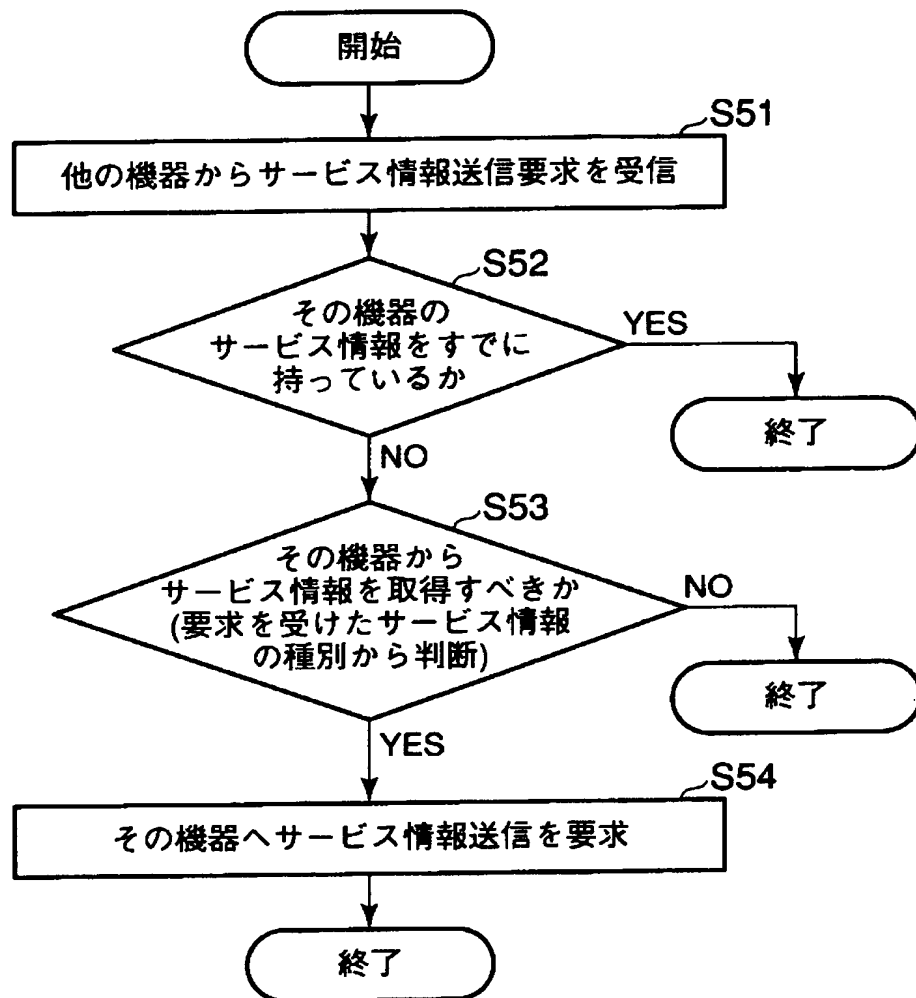 開始
S51
他の機器からサービス情報送信要求を受信
S52
その機器の
サービス情報をすでに
持っているか
YES
終了
NO
S53
その機器から
サービス情報を取得すべきか
(要求を受けたサービス情報
の種別から判断)
NO
終了
YES
S54
その機器へサービス情報送信を要求
終了